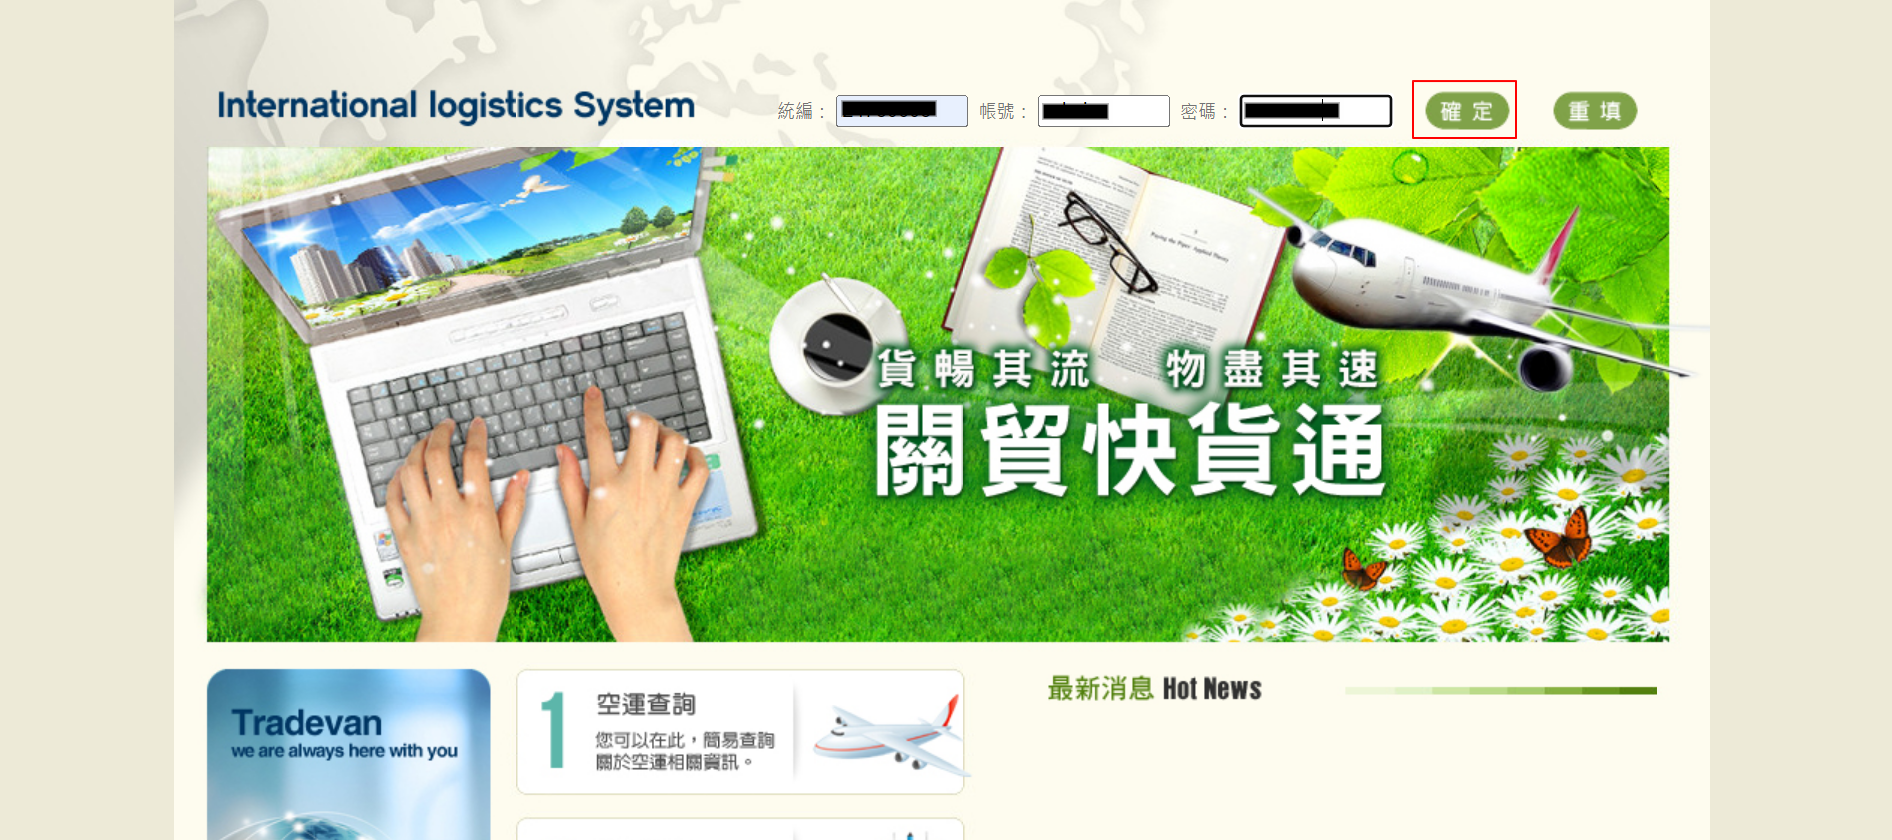 International logistics System
統編： 帳號： 密碼： 確定 重填
貨暢其流 物盡其速
關貿快貨通
Tradevan
we are always here with you
1 空運查詢
您可以在此，簡易查詢
關於空運相關資訊。
最新消息 Hot News